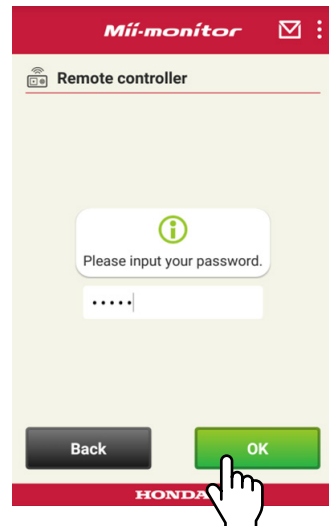 Mii-monitor
Remote controller
Please input your password.
•••••
Back
OK
HONDA